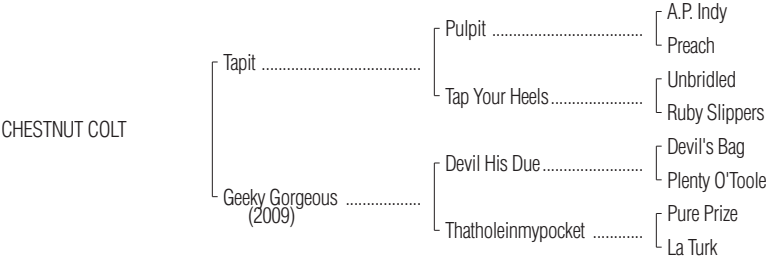 A.P. Indy
Pulpit ....................................
Preach
Tapit ......................................
Unbridled
Tap Your Heels......................
Ruby Slippers
CHESTNUT COLT
Devil's Bag
Devil His Due........................
Plenty O'Toole
Geeky Gorgeous ..................
(2009)
Pure Prize
Thatholeinmypocket ............
La Turk